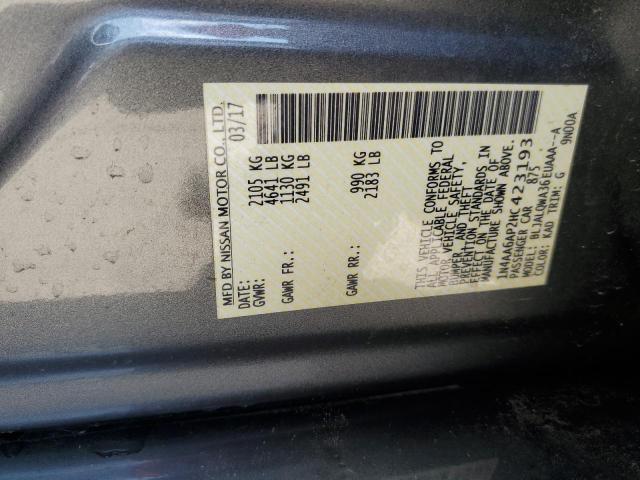 MFD BY NISSAN MOTOR CO., LTD.
DATE: 03/17
GVWR: 2105 KG
4641 LB
GAWR FR.: 1130 KG
2491 LB
GAWR RR.: 990 KG
2183 LB
THIS VEHICLE CONFORMS TO
ALL APPLICABLE FEDERAL
MOTOR VEHICLE SAFETY,
BUMPER, AND THEFT
PREVENTION STANDARDS IN
EFFECT ON THE DATE OF
MANUFACTURE SHOWN ABOVE.
1N4AA6AP2HC423193
PASSENGER CAR 875
MODEL: BLJALQWA36EUAAAA--A
COLOR: KAD TRIM: G 9N00A